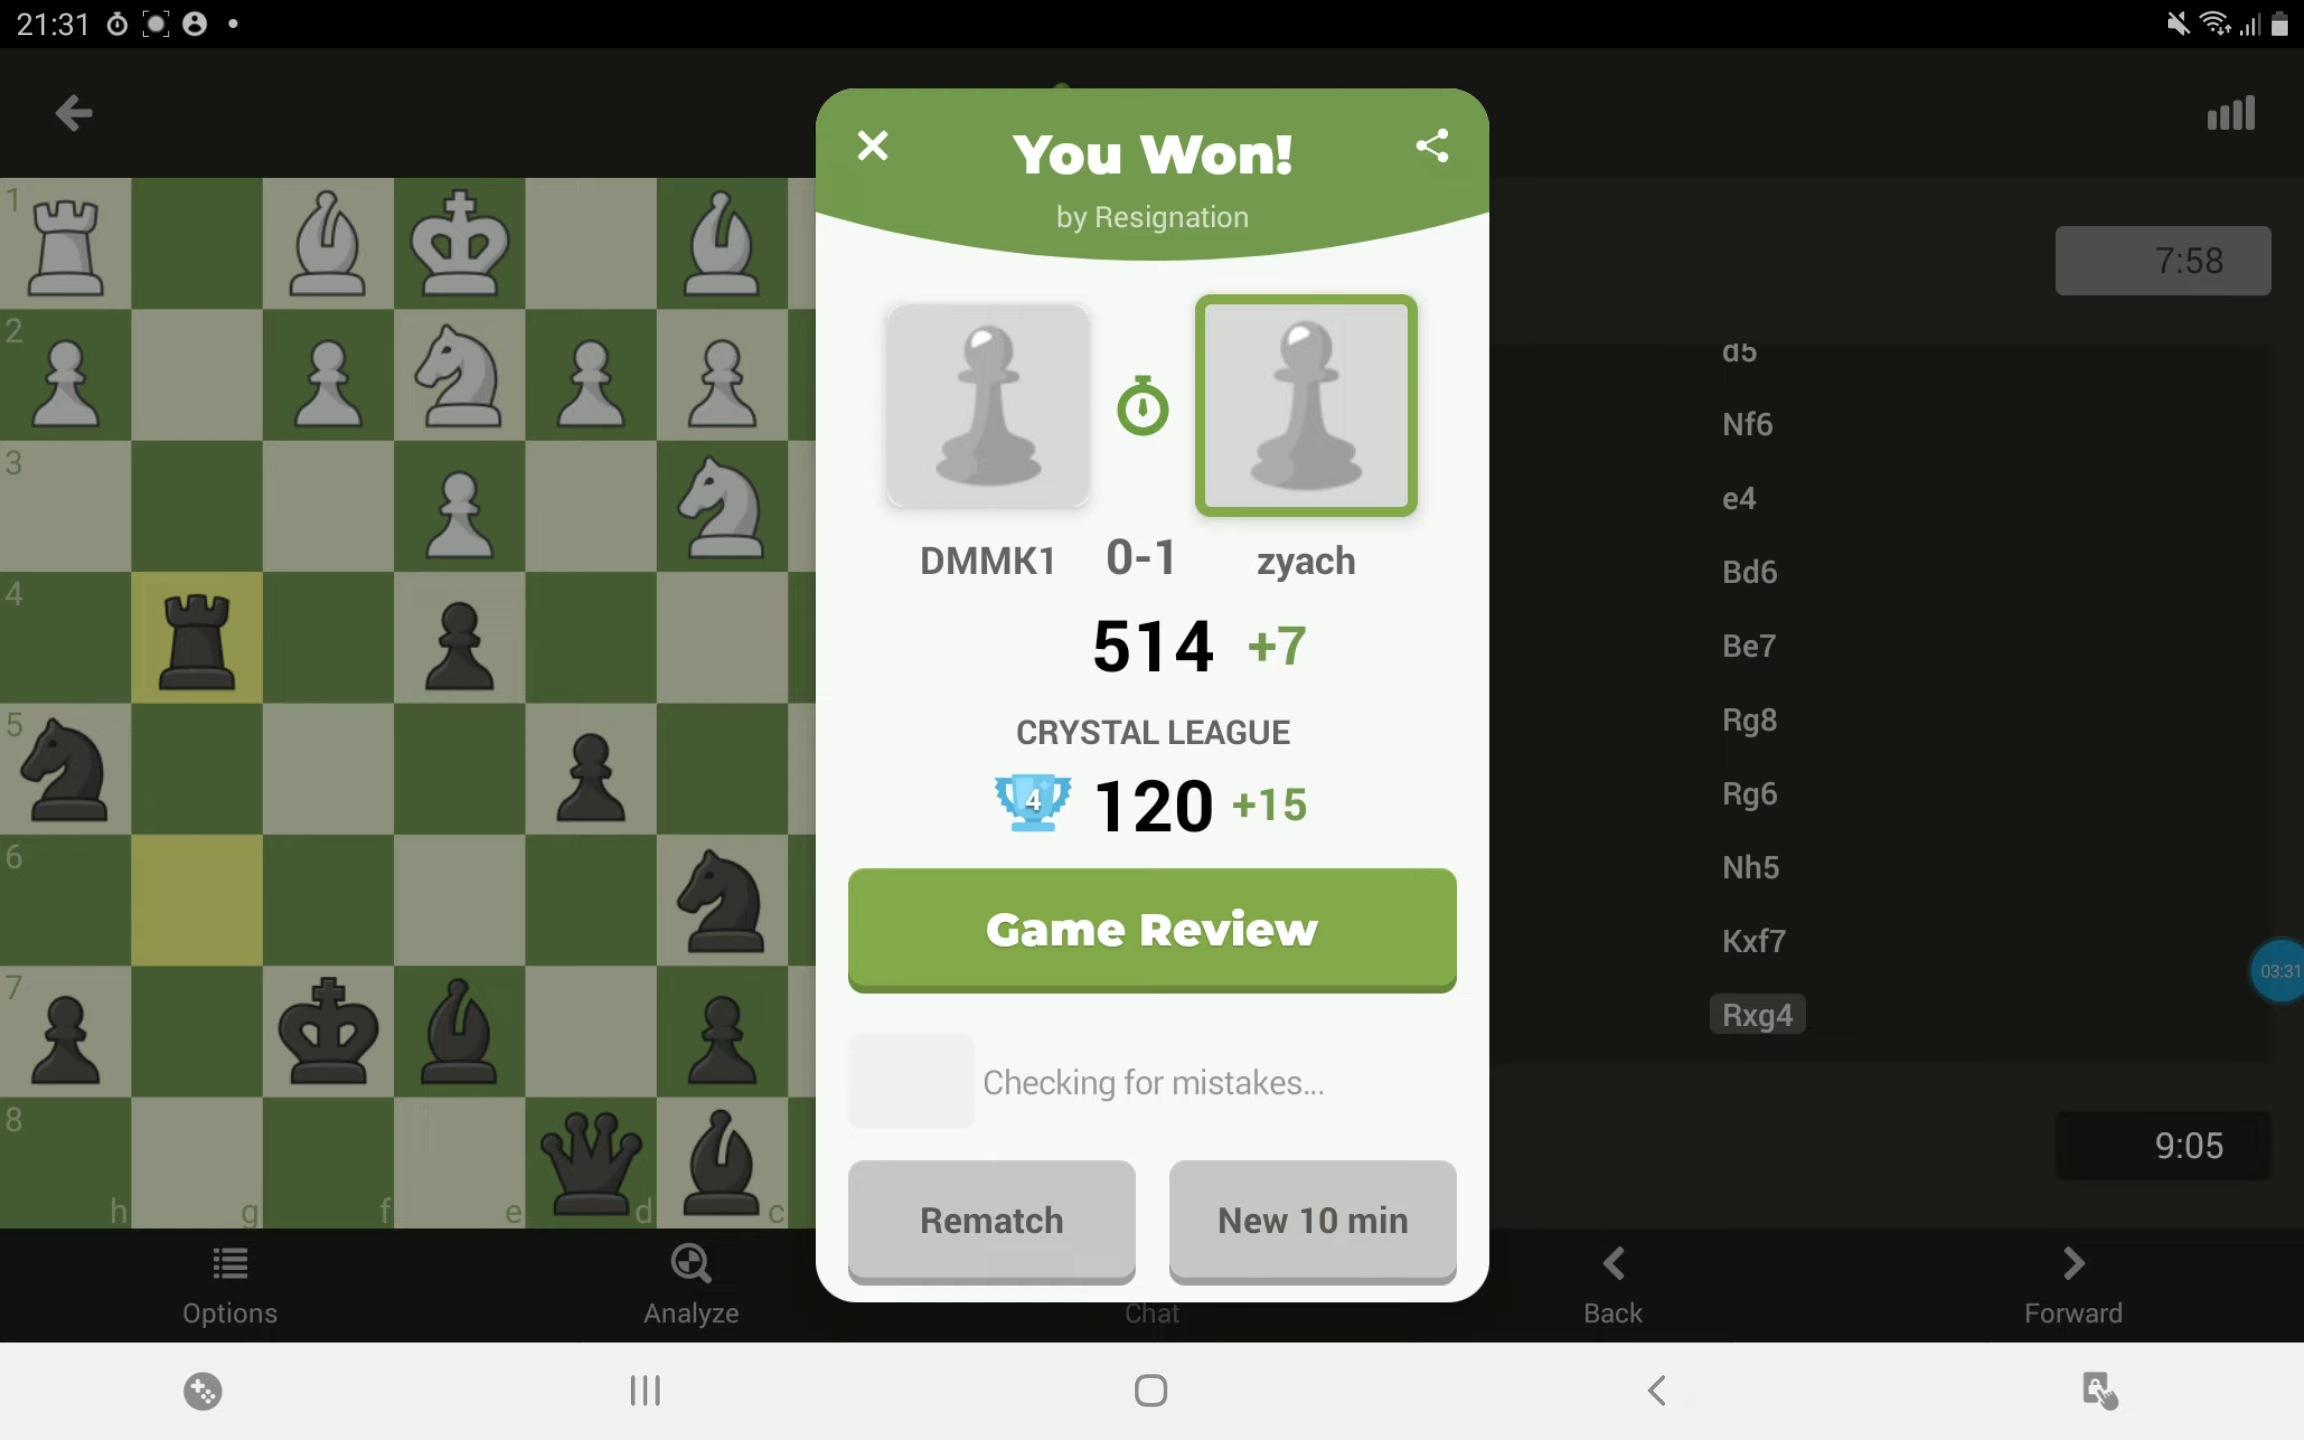 21:31
You Won!
by Resignation
DMMK1 0-1 zyach
514 +7
CRYSTAL LEAGUE
4 120 +15
Game Review
Checking for mistakes...
Rematch
New 10 min
1
2
3
4
5
6
7
8
h g f e d c
7:58
d5
Nf6
e4
Bd6
Be7
Rg8
Rg6
Nh5
Kxf7
Rxg4
03:31
9:05
Options
Analyze
Chat
Back
Forward